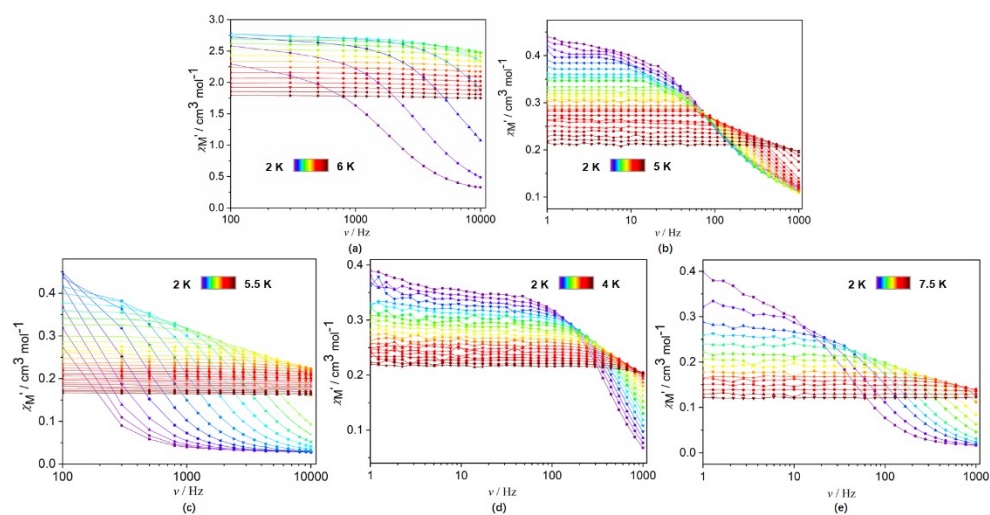 χM' / cm³ mol⁻¹
3.0
2.5
2.0
1.5
1.0
0.5
0.0
2 K 6 K
100 1000 10000
ν / Hz
(a)
χM' / cm³ mol⁻¹
0.4
0.3
0.2
0.1
2 K 5 K
1 10 100 1000
ν / Hz
(b)
χM' / cm³ mol⁻¹
0.4
0.3
0.2
0.1
0.0
2 K 5.5 K
100 1000 10000
ν / Hz
(c)
χM' / cm³ mol⁻¹
0.4
0.3
0.2
0.1
2 K 4 K
1 10 100 1000
ν / Hz
(d)
χM' / cm³ mol⁻¹
0.4
0.3
0.2
0.1
0.0
2 K 7.5 K
1 10 100 1000
ν / Hz
(e)